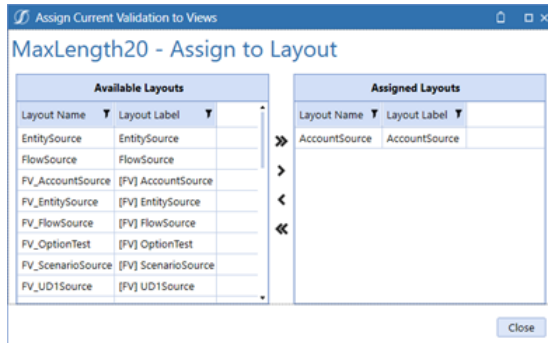 Assign Current Validation to Views
MaxLength20 - Assign to Layout
Available Layouts
Layout Name Layout Label
EntitySource EntitySource
FlowSource FlowSource
FV_AccountSource [FV] AccountSource
FV_EntitySource [FV] EntitySource
FV_FlowSource [FV] FlowSource
FV_OptionTest [FV] OptionTest
FV_ScenarioSource [FV] ScenarioSource
FV_UD1Source [FV] UD1Source
Assigned Layouts
Layout Name Layout Label
AccountSource AccountSource
Close